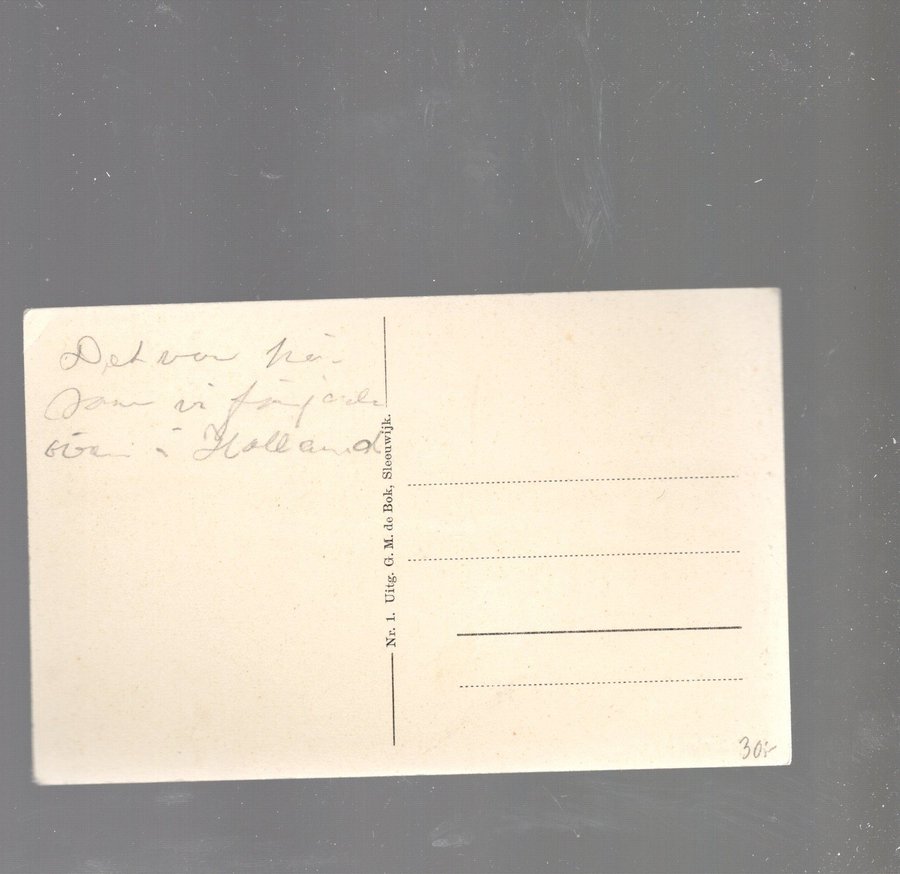 Det var här
som vi färjade
över i Holland
Nr. 1. Uitg. G. M. de Bok, Sleeuwijk.
30:-